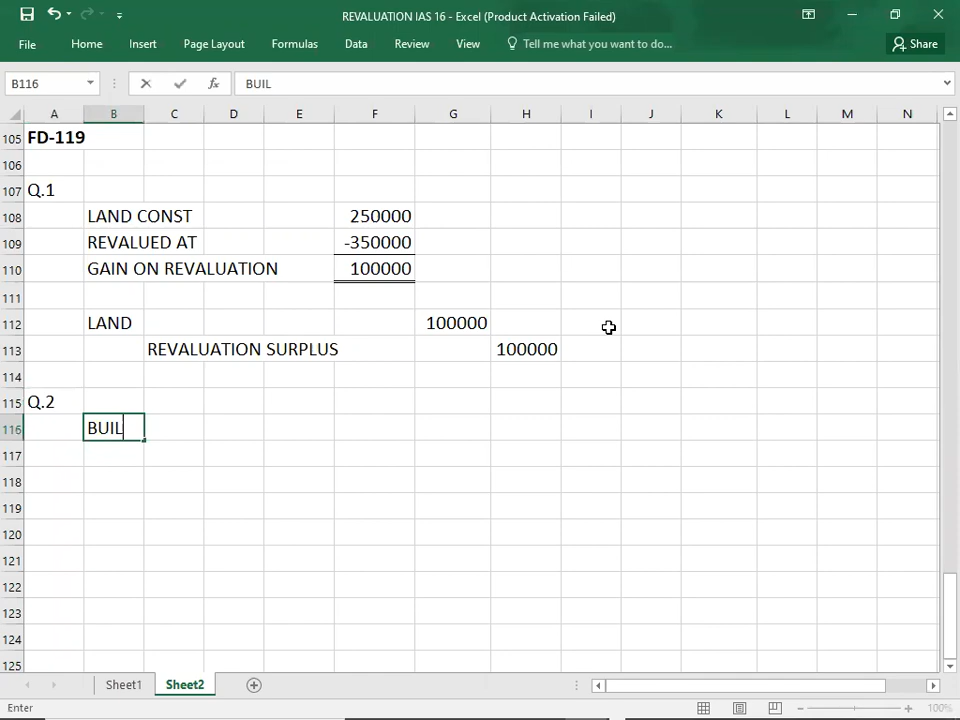 REVALUATION IAS 16 - Excel (Product Activation Failed)
File Home Insert Page Layout Formulas Data Review View Tell me what you want to do... Share
B116 fx BUIL
A B C D E F G H I J K L M N
105 FD-119
106
107 Q.1
108 LAND CONST 250000
109 REVALUED AT -350000
110 GAIN ON REVALUATION 100000
111
112 LAND 100000
113 REVALUATION SURPLUS 100000
114
115 Q.2
116 BUIL
117
118
119
120
121
122
123
124
125
Sheet1 Sheet2
Enter 100%